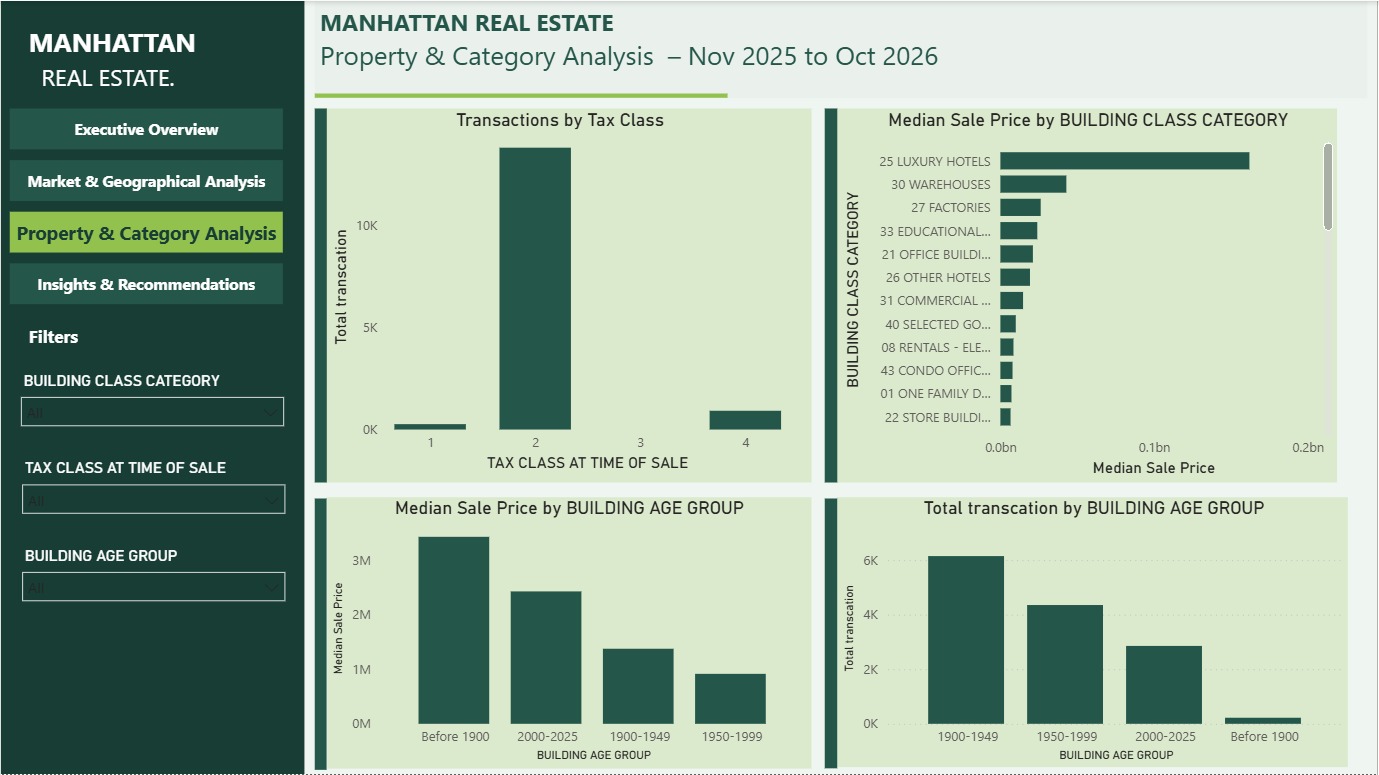 MANHATTAN
REAL ESTATE.
Executive Overview
Market & Geographical Analysis
Property & Category Analysis
Insights & Recommendations
Filters
BUILDING CLASS CATEGORY
All
TAX CLASS AT TIME OF SALE
All
BUILDING AGE GROUP
All
MANHATTAN REAL ESTATE
Property & Category Analysis – Nov 2025 to Oct 2026
Transactions by Tax Class
Total transcation
10K
5K
0K
1 2 3 4
TAX CLASS AT TIME OF SALE
Median Sale Price by BUILDING CLASS CATEGORY
BUILDING CLASS CATEGORY
25 LUXURY HOTELS
30 WAREHOUSES
27 FACTORIES
33 EDUCATIONAL...
21 OFFICE BUILDI...
26 OTHER HOTELS
31 COMMERCIAL ...
40 SELECTED GO...
08 RENTALS - ELE...
43 CONDO OFFIC...
01 ONE FAMILY D...
22 STORE BUILDI...
0.0bn 0.1bn 0.2bn
Median Sale Price
Median Sale Price by BUILDING AGE GROUP
Median Sale Price
3M
2M
1M
0M
Before 1900 2000-2025 1900-1949 1950-1999
BUILDING AGE GROUP
Total transcation by BUILDING AGE GROUP
Total transcation
6K
4K
2K
0K
1900-1949 1950-1999 2000-2025 Before 1900
BUILDING AGE GROUP